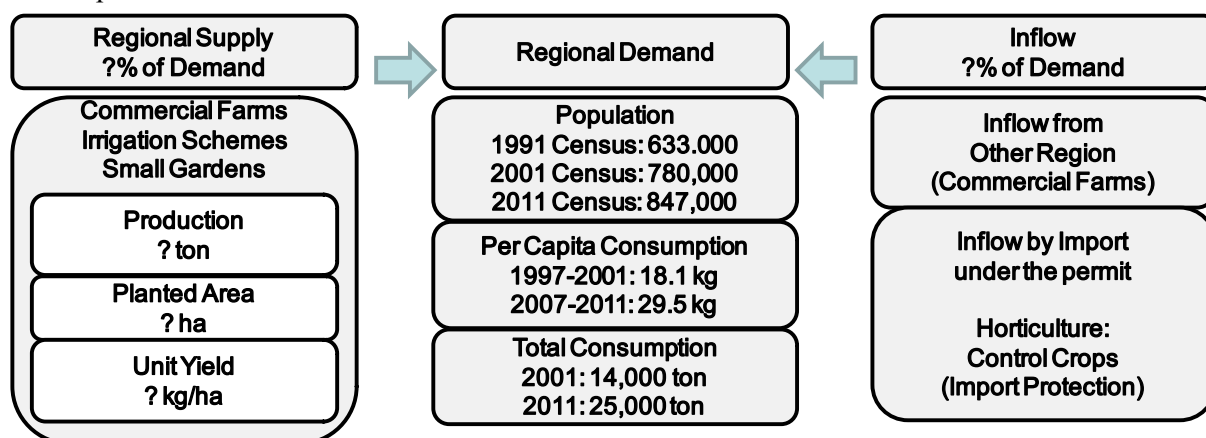 Regional Supply
?% of Demand
Commercial Farms
Irrigation Schemes
Small Gardens
Production
? ton
Planted Area
? ha
Unit Yield
? kg/ha
Regional Demand
Population
1991 Census: 633.000
2001 Census: 780,000
2011 Census: 847,000
Per Capita Consumption
1997-2001: 18.1 kg
2007-2011: 29.5 kg
Total Consumption
2001: 14,000 ton
2011: 25,000 ton
Inflow
?% of Demand
Inflow from
Other Region
(Commercial Farms)
Inflow by Import
under the permit
Horticulture:
Control Crops
(Import Protection)